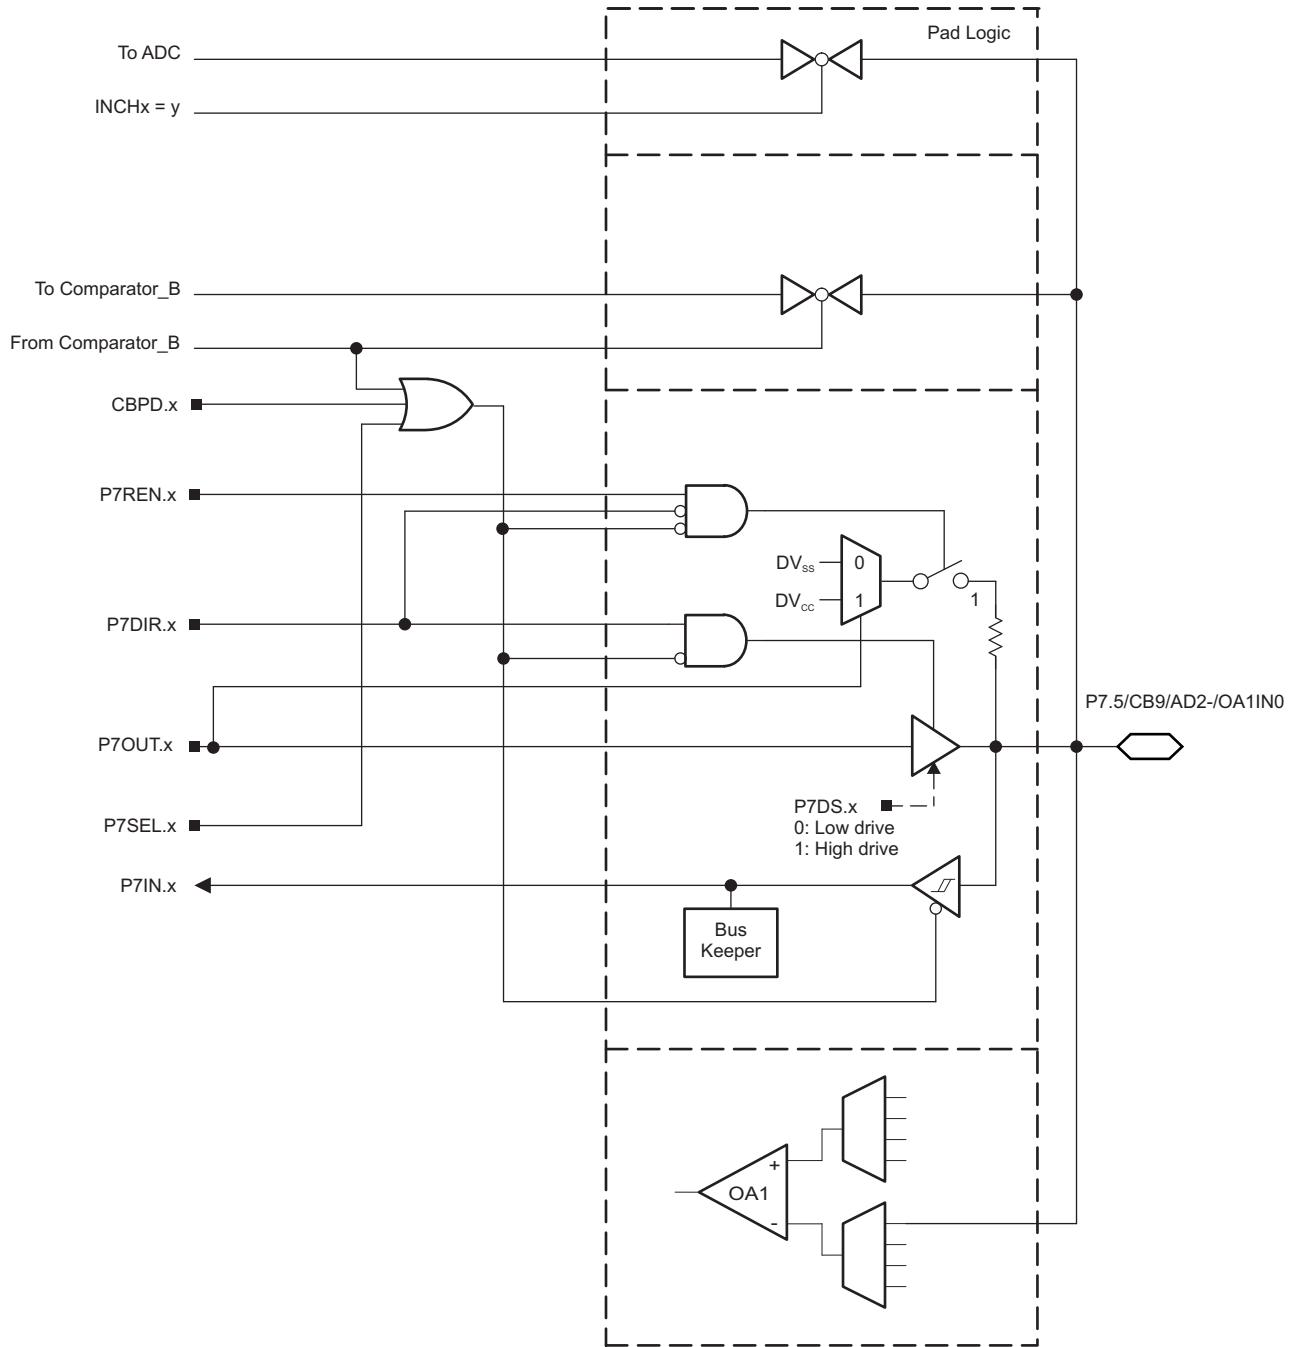 Pad Logic
To ADC
INCHx = y
To Comparator_B
From Comparator_B
CBPD.x
P7REN.x
DVSS
0
DVCC
1
1
P7DIR.x
P7OUT.x
P7.5/CB9/AD2-/OA1IN0
P7DS.x
0: Low drive
1: High drive
P7SEL.x
P7IN.x
Bus
Keeper
+
OA1
-